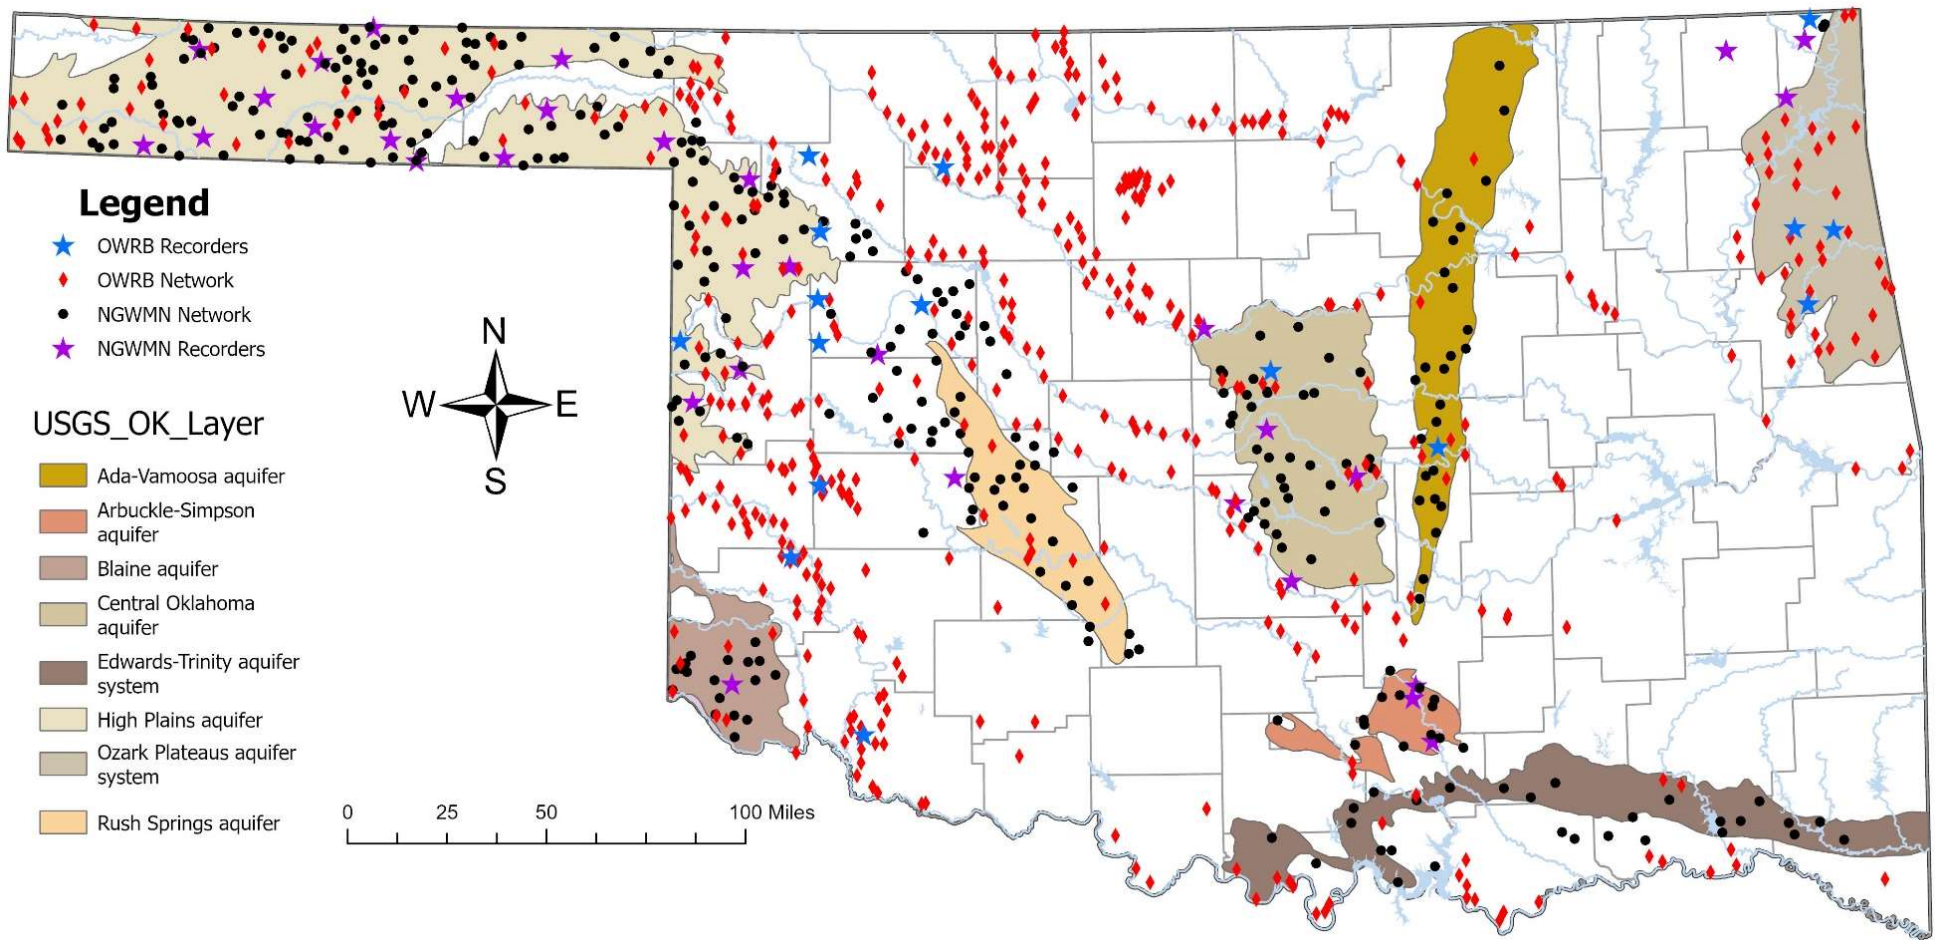 Legend
OWRB Recorders
OWRB Network
NGWMN Network
NGWMN Recorders
N
W E
S
USGS_OK_Layer
Ada-Vamoosa aquifer
Arbuckle-Simpson
aquifer
Blaine aquifer
Central Oklahoma
aquifer
Edwards-Trinity aquifer
system
High Plains aquifer
Ozark Plateaus aquifer
system
Rush Springs aquifer
0 25 50 100 Miles